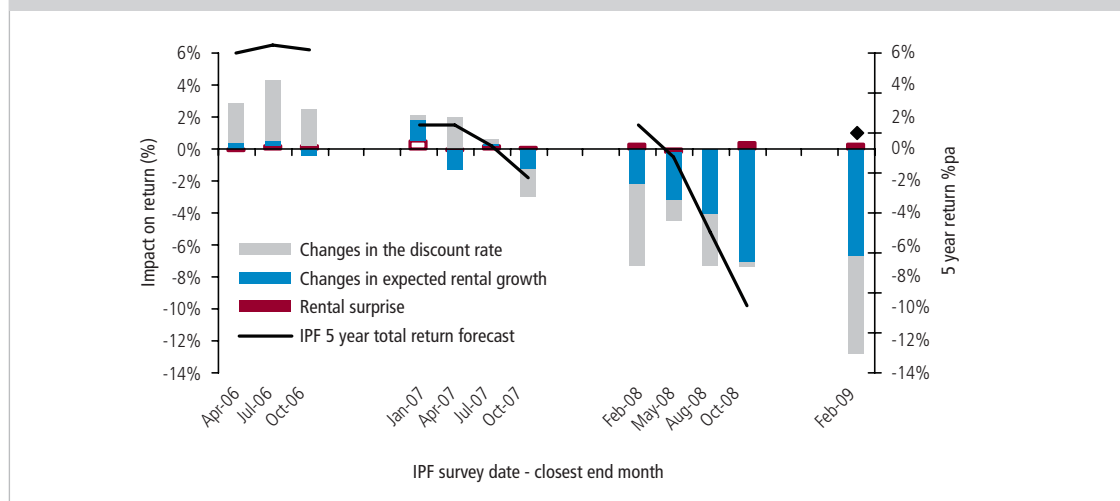 6%
4%
2%
0%
-2%
-4%
-6%
-8%
-10%
-12%
-14%
Impact on return (%)
Changes in the discount rate
Changes in expected rental growth
Rental surprise
IPF 5 year total return forecast
6%
4%
2%
0%
-2%
-4%
-6%
-8%
-10%
-12%
-14%
5 year return %pa
Apr-06
Jul-06
Oct-06
Jan-07
Apr-07
Jul-07
Oct-07
Feb-08
May-08
Aug-08
Oct-08
Feb-09
IPF survey date - closest end month